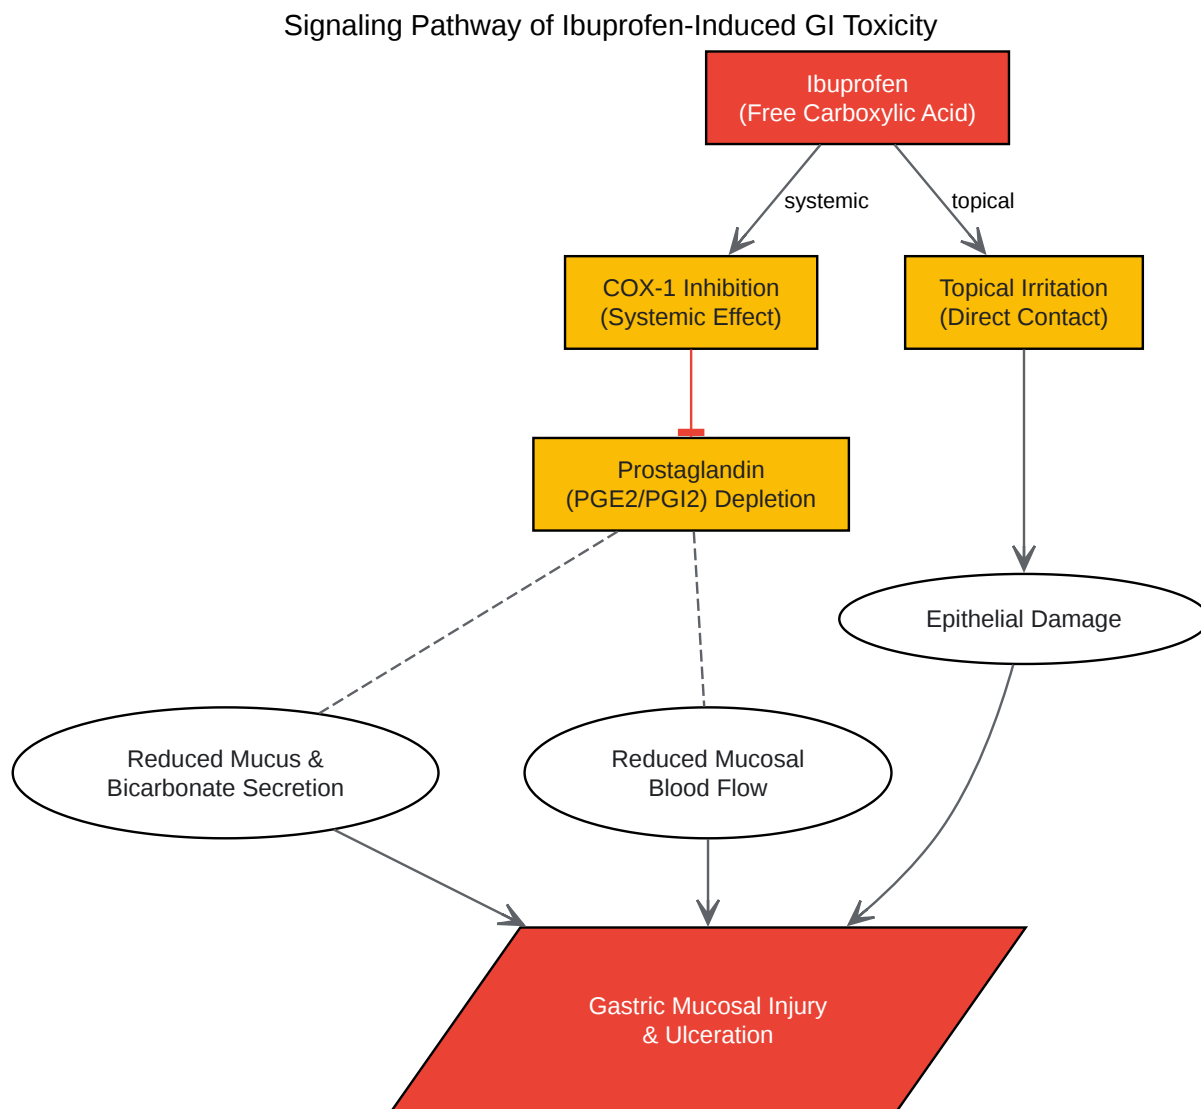 Signaling Pathway of Ibuprofen-Induced GI Toxicity
Ibuprofen
(Free Carboxylic Acid)
systemic
topical
COX-1 Inhibition
(Systemic Effect)
Topical Irritation
(Direct Contact)
Prostaglandin
(PGE2/PGI2) Depletion
Epithelial Damage
Reduced Mucus &
Bicarbonate Secretion
Reduced Mucosal
Blood Flow
Gastric Mucosal Injury
& Ulceration